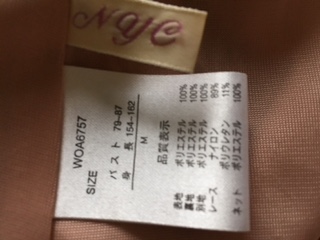 NYC
WOA6757
SIZE
バスト 79-87
身 長 154-162
M
品質表示
表地 ポリエステル 100%
裏地 ポリエステル 100%
別地 ポリエステル 100%
レース ナイロン 89%
ポリウレタン 11%
ネット ポリエステル 100%